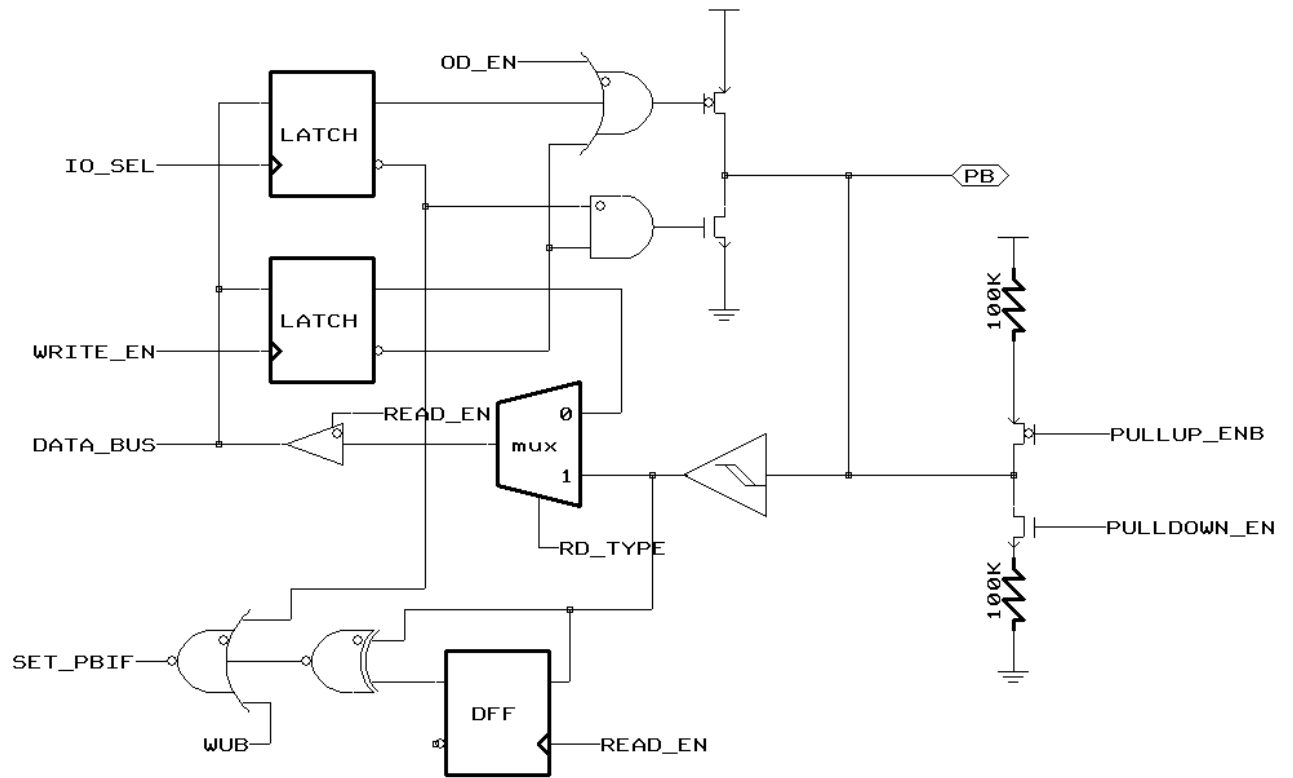 OD_EN
LATCH
IO_SEL
PB
LATCH
100K
WRITE_EN
READ_EN
0
PULLUP_ENB
DATA_BUS
mux
1
PULLDOWN_EN
RD_TYPE
100K
SET_PBIF
DFF
WUB
READ_EN